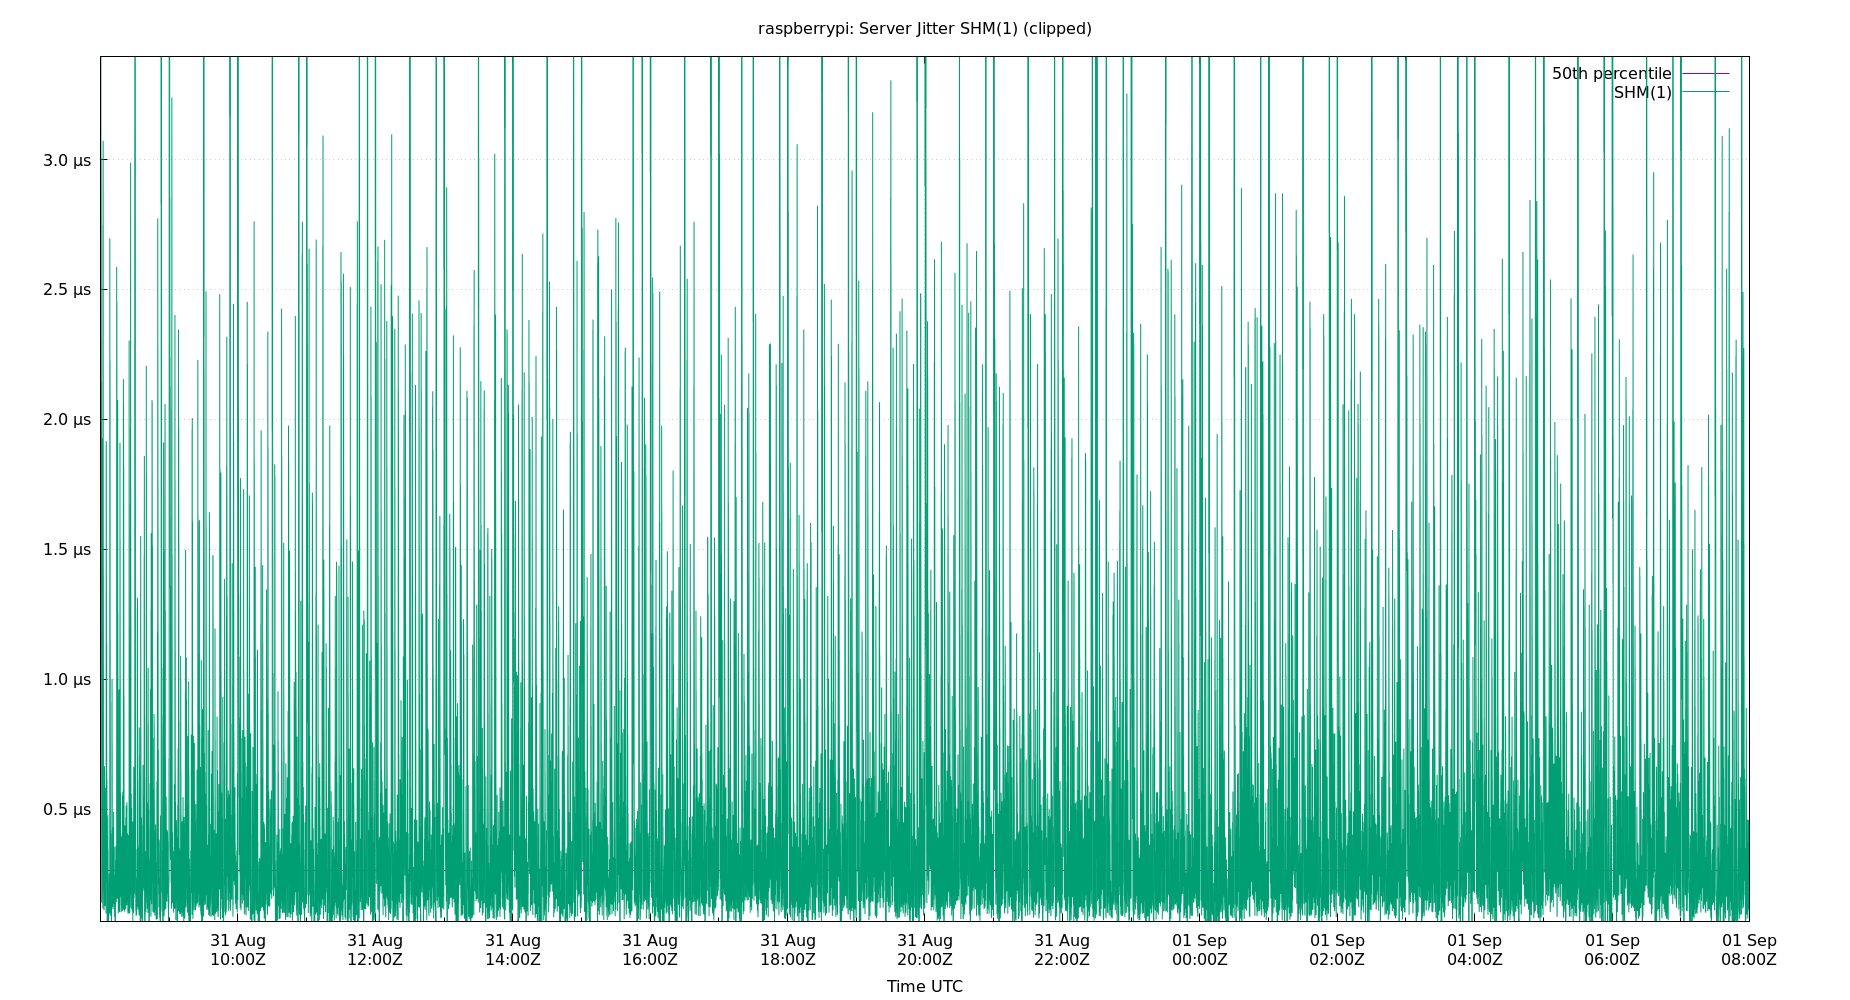 raspberrypi: Server Jitter SHM(1) (clipped)
50th percentile
SHM(1)
3.0 µs
2.5 µs
2.0 µs
1.5 µs
1.0 µs
0.5 µs
31 Aug 31 Aug 31 Aug 31 Aug 31 Aug 31 Aug 31 Aug 01 Sep 01 Sep 01 Sep 01 Sep 01 Sep
10:00Z 12:00Z 14:00Z 16:00Z 18:00Z 20:00Z 22:00Z 00:00Z 02:00Z 04:00Z 06:00Z 08:00Z
Time UTC